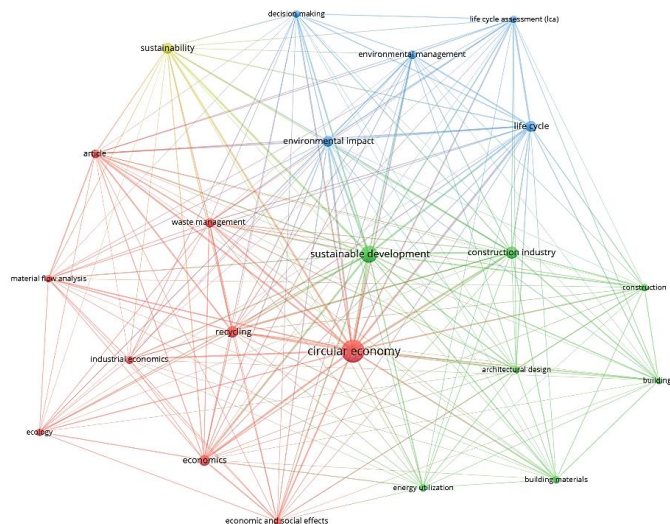 decision making
life cycle assessment (lca)
sustainability
environmental management
life cycle
environmental impact
article
waste management
sustainable development
construction industry
material flow analysis
construction
recycling
circular economy
industrial economics
architectural design
building
ecology
economics
building materials
energy utilization
economic and social effects